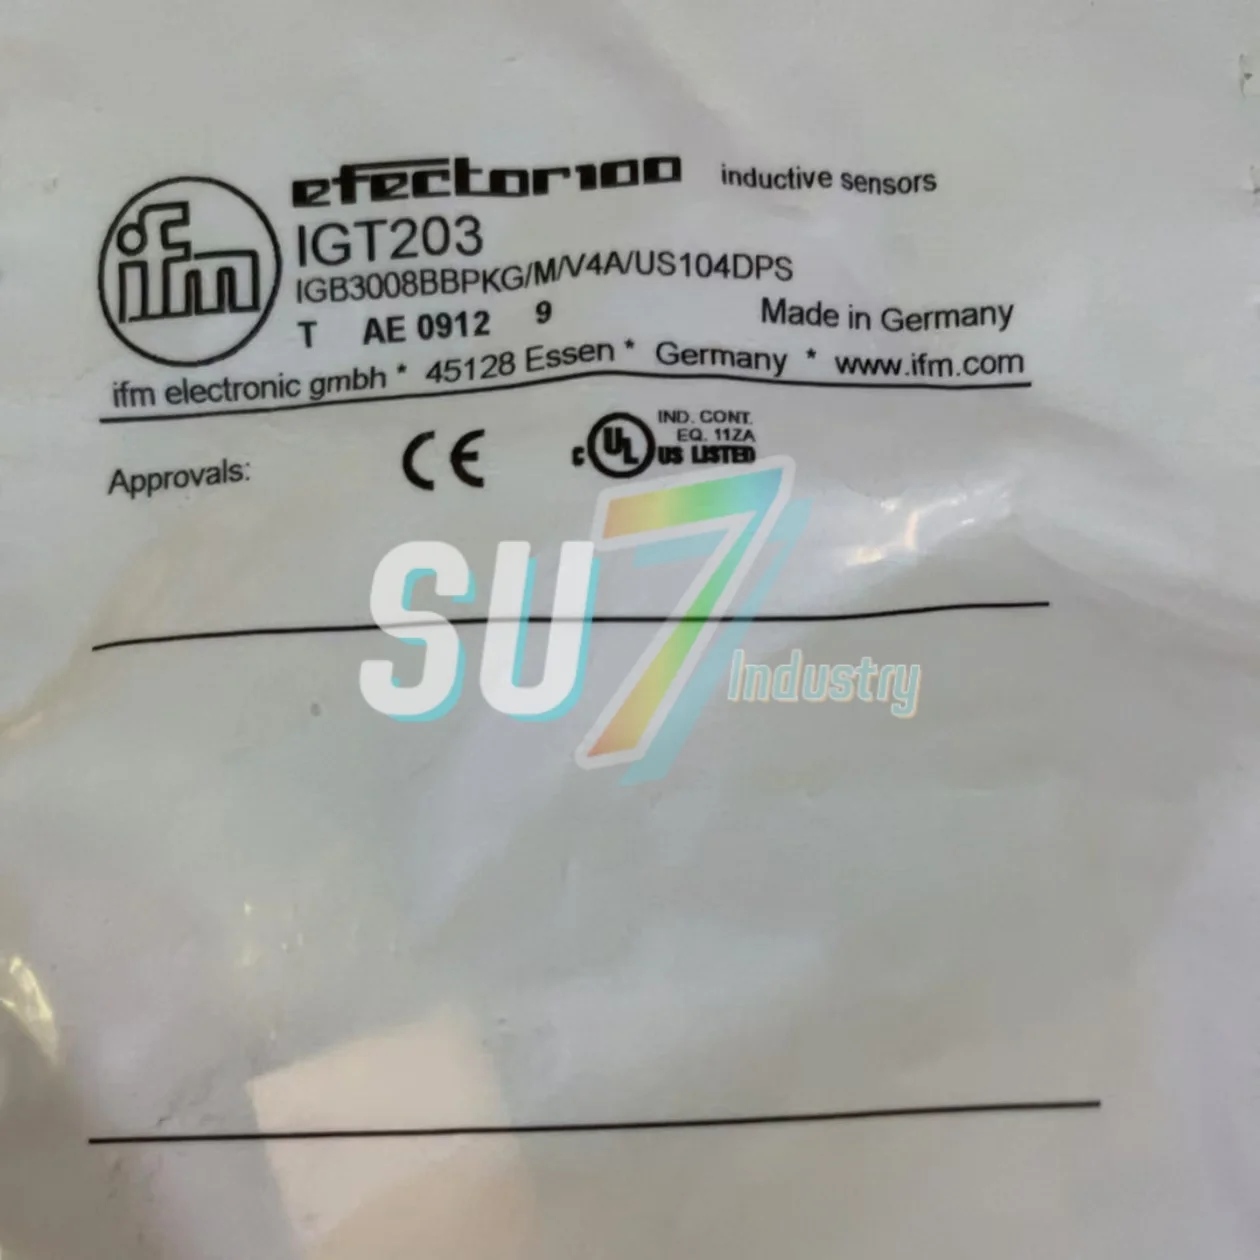 ifm
efector100 inductive sensors
IGT203
IGB3008BBPKG/M/V4A/US104DPS
T AE 0912 9 Made in Germany
ifm electronic gmbh * 45128 Essen * Germany * www.ifm.com
Approvals: CE
IND. CONT.
EQ. 11ZA
c UL US LISTED
SU7 Industry